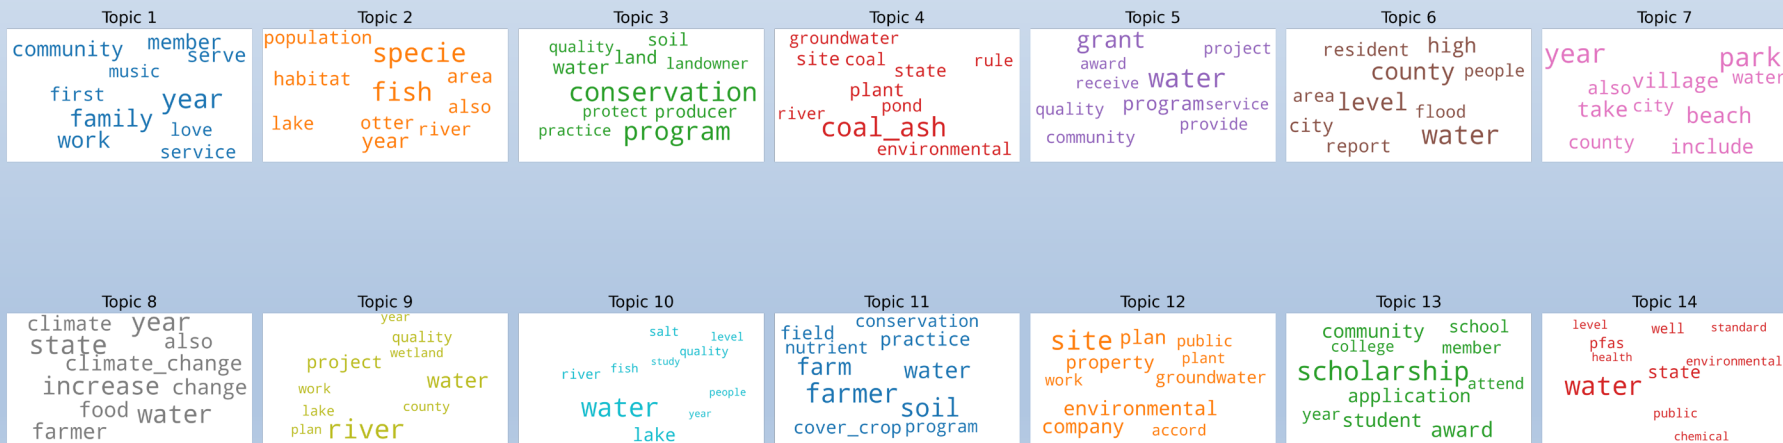 Topic 1
community member
serve
music
first year
family
work love
service
Topic 2
population
specie
habitat area
fish
also
lake otter river
year
Topic 3
quality soil
water land landowner
conservation
protect producer
practice program
Topic 4
groundwater
site coal rule
state
plant
pond
river coal_ash
environmental
Topic 5
grant project
award
receive water
quality program service
provide
community
Topic 6
resident high
county people
area level flood
city water
report
Topic 7
year park
also village water
take city beach
county include
Topic 8
climate year
state also
climate_change
increase change
food water
farmer
Topic 9
year
quality
project wetland
water
work
lake county
plan river
Topic 10
salt level
quality
river fish study
people
water year
lake
Topic 11
conservation
field practice
nutrient
farm water
farmer soil
cover_crop program
Topic 12
site plan public
property plant
work groundwater
environmental
company accord
Topic 13
community school
college member
scholarship attend
application
year student award
Topic 14
level well standard
pfas
health environmental
water state
public
chemical